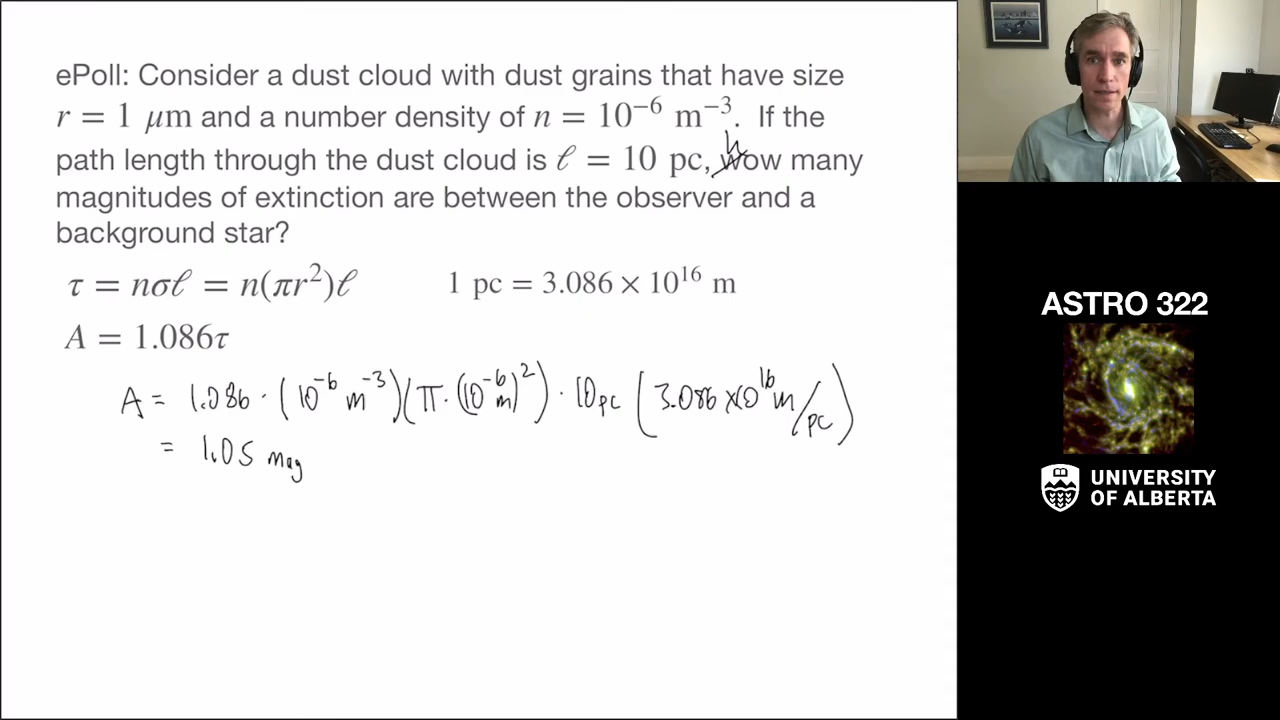 ePoll: Consider a dust cloud with dust grains that have size
r = 1 μm and a number density of n = 10⁻⁶ m⁻³. If the
path length through the dust cloud is ℓ = 10 pc, how many
magnitudes of extinction are between the observer and a
background star?
τ = nσℓ = n(πr²)ℓ
1 pc = 3.086 × 10¹⁶ m
A = 1.086τ
A = 1.086 · (10⁻⁶ m⁻³)(π · (10⁻⁶ m)²) · 10 pc (3.086 × 10¹⁶ m/pc)
= 1.05 mag
ASTRO 322
UNIVERSITY
OF ALBERTA